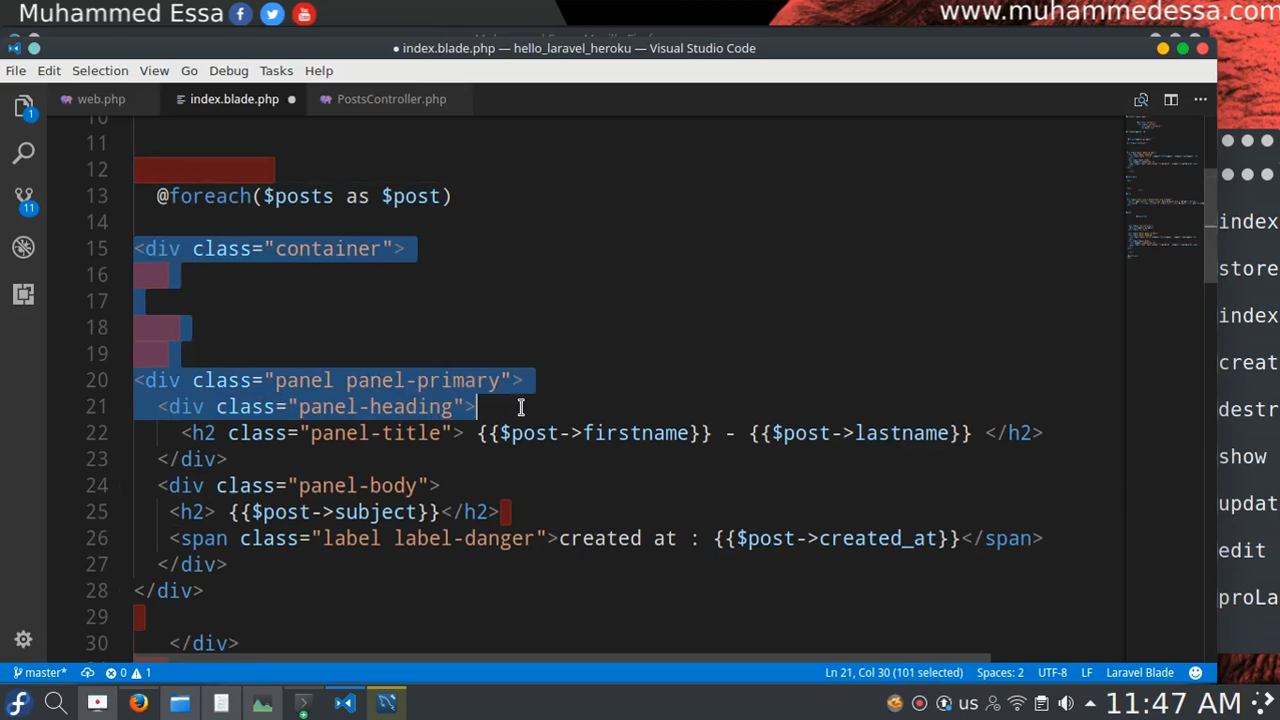 Muhammed Essa
www.muhammedessa.com
● index.blade.php — hello_laravel_heroku — Visual Studio Code
File Edit Selection View Go Debug Tasks Help
web.php index.blade.php ● PostsController.php
10
11
12
13 @foreach($posts as $post)
14
15 <div class="container">
16
17
18
19
20 <div class="panel panel-primary">
21 <div class="panel-heading">
22 <h2 class="panel-title"> {{$post->firstname}} - {{$post->lastname}} </h2>
23 </div>
24 <div class="panel-body">
25 <h2> {{$post->subject}}</h2>
26 <span class="label label-danger">created at : {{$post->created_at}}</span>
27 </div>
28 </div>
29
30 </div>
1
11
index
store
index
creat
destr
show
updat
edit
proLa
master* 0 1 Ln 21, Col 30 (101 selected) Spaces: 2 UTF-8 LF Laravel Blade
us 11:47 AM